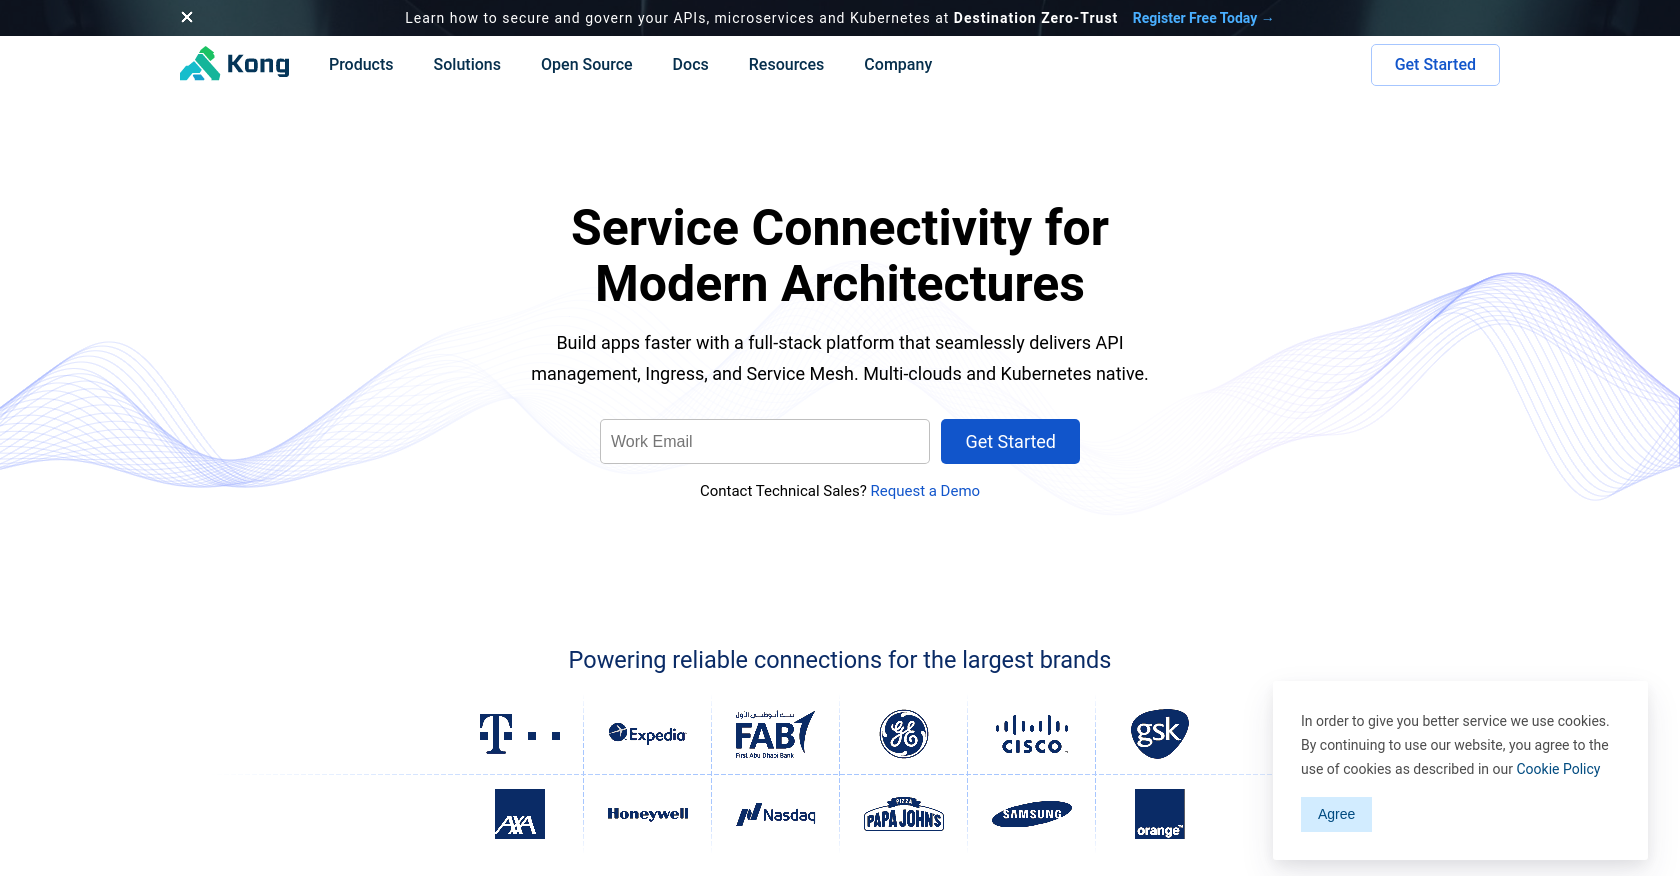 Learn how to secure and govern your APIs, microservices and Kubernetes at Destination Zero-Trust Register Free Today →
Kong Products Solutions Open Source Docs Resources Company Get Started
Service Connectivity for
Modern Architectures
Build apps faster with a full-stack platform that seamlessly delivers API
management, Ingress, and Service Mesh. Multi-clouds and Kubernetes native.
Work Email Get Started
Contact Technical Sales? Request a Demo
Powering reliable connections for the largest brands
T Expedia FAB GE CISCO gsk
First Abu Dhabi Bank
AXA Honeywell Nasdaq PIZZA PAPA JOHN'S SAMSUNG orange™
In order to give you better service we use cookies.
By continuing to use our website, you agree to the
use of cookies as described in our Cookie Policy
Agree